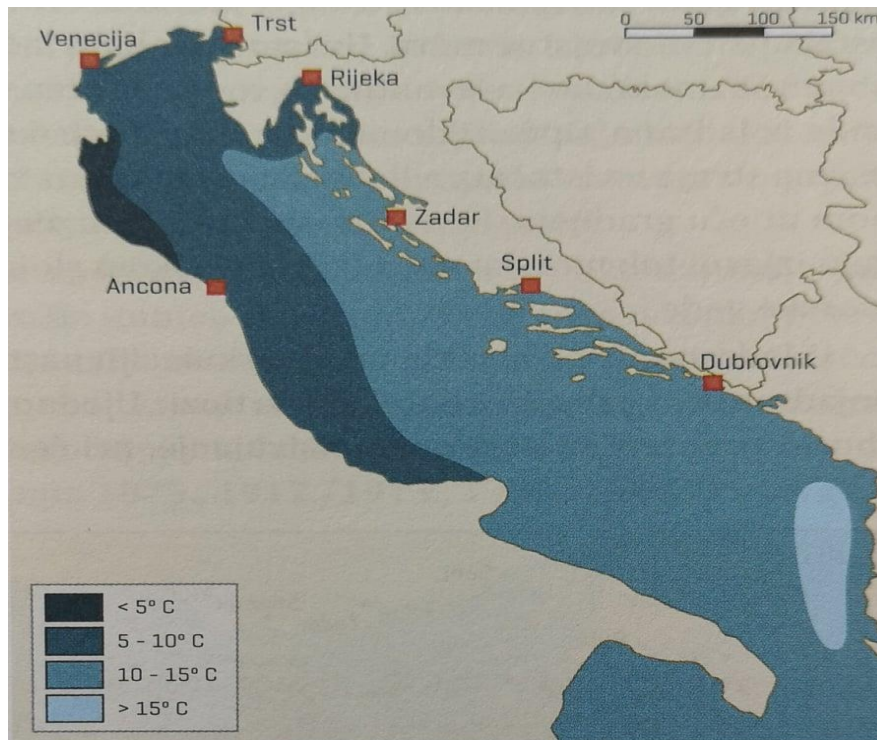 Venecija
Trst
0 50 100 150 km
Rijeka
Zadar
Ancona
Split
Dubrovnik
< 5° C
5 - 10° C
10 - 15° C
> 15° C